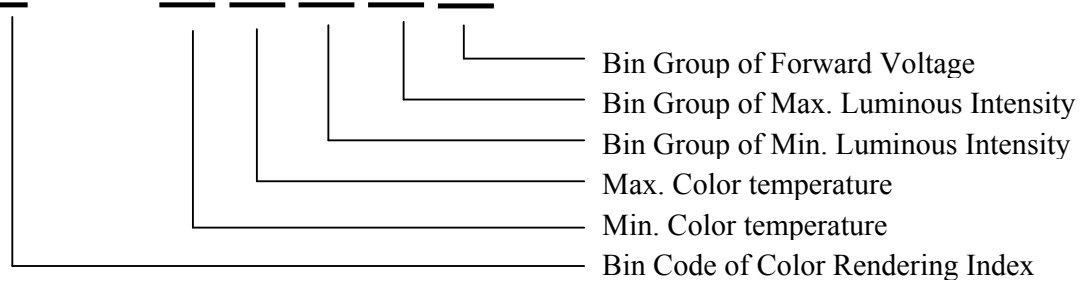 Bin Group of Forward Voltage
Bin Group of Max. Luminous Intensity
Bin Group of Min. Luminous Intensity
Max. Color temperature
Min. Color temperature
Bin Code of Color Rendering Index